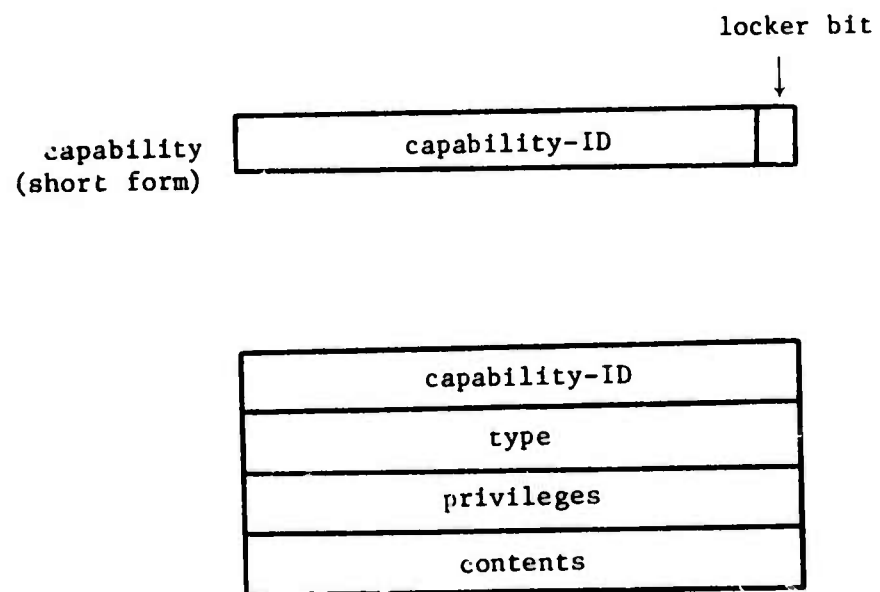 locker bit
capability
(short form)
capability-ID
capability-ID
type
privileges
contents